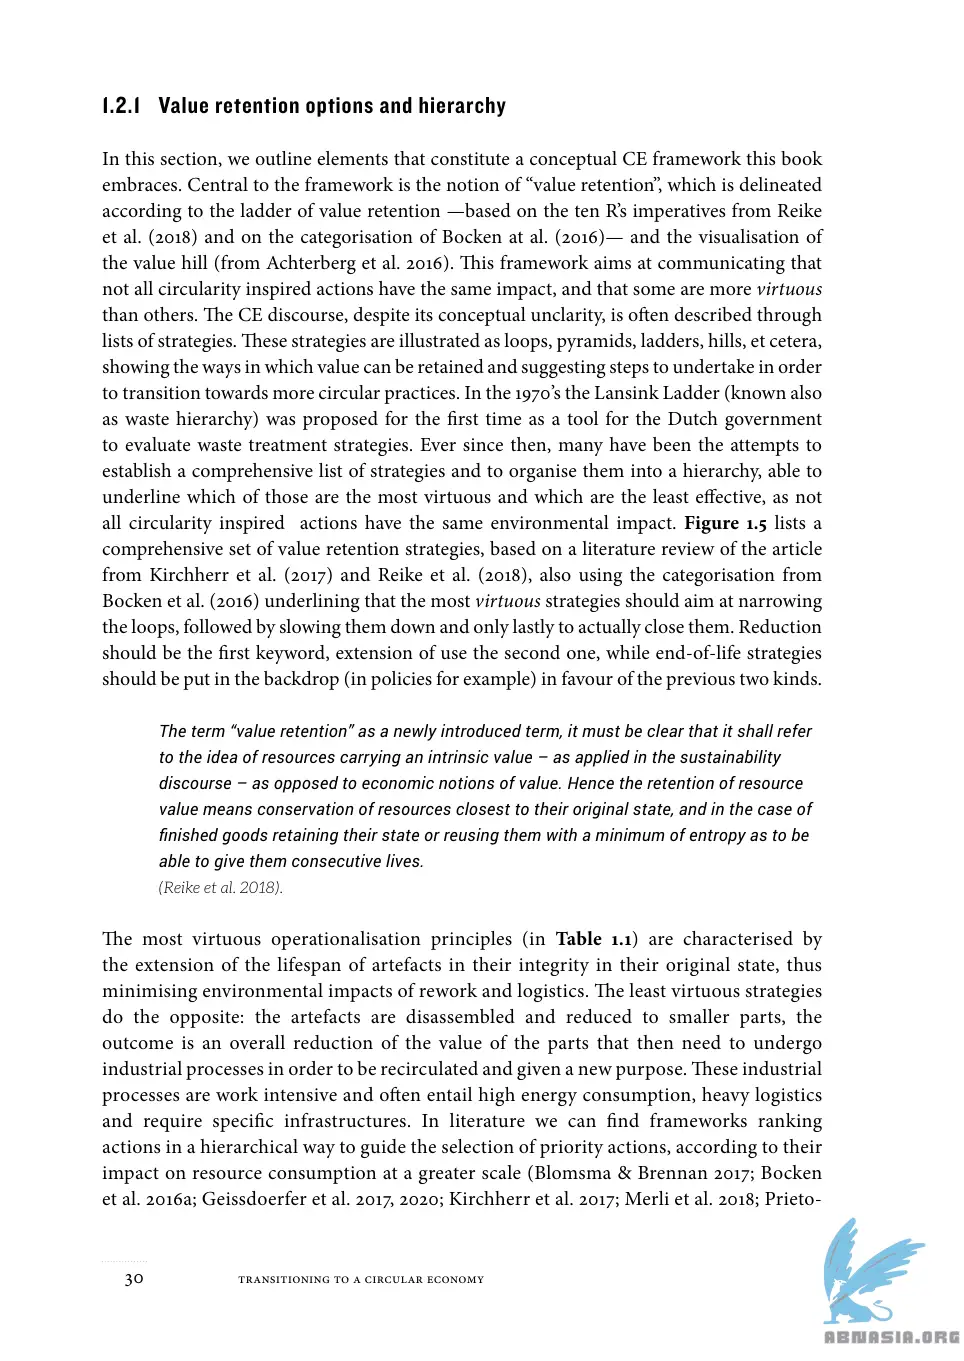 1.2.1 Value retention options and hierarchy
In this section, we outline elements that constitute a conceptual CE framework this book
embraces. Central to the framework is the notion of “value retention”, which is delineated
according to the ladder of value retention —based on the ten R’s imperatives from Reike
et al. (2018) and on the categorisation of Bocken at al. (2016)— and the visualisation of
the value hill (from Achterberg et al. 2016). This framework aims at communicating that
not all circularity inspired actions have the same impact, and that some are more virtuous
than others. The CE discourse, despite its conceptual unclarity, is often described through
lists of strategies. These strategies are illustrated as loops, pyramids, ladders, hills, et cetera,
showing the ways in which value can be retained and suggesting steps to undertake in order
to transition towards more circular practices. In the 1970’s the Lansink Ladder (known also
as waste hierarchy) was proposed for the first time as a tool for the Dutch government
to evaluate waste treatment strategies. Ever since then, many have been the attempts to
establish a comprehensive list of strategies and to organise them into a hierarchy, able to
underline which of those are the most virtuous and which are the least effective, as not
all circularity inspired actions have the same environmental impact. Figure 1.5 lists a
comprehensive set of value retention strategies, based on a literature review of the article
from Kirchherr et al. (2017) and Reike et al. (2018), also using the categorisation from
Bocken et al. (2016) underlining that the most virtuous strategies should aim at narrowing
the loops, followed by slowing them down and only lastly to actually close them. Reduction
should be the first keyword, extension of use the second one, while end-of-life strategies
should be put in the backdrop (in policies for example) in favour of the previous two kinds.
The term “value retention” as a newly introduced term, it must be clear that it shall refer
to the idea of resources carrying an intrinsic value – as applied in the sustainability
discourse – as opposed to economic notions of value. Hence the retention of resource
value means conservation of resources closest to their original state, and in the case of
finished goods retaining their state or reusing them with a minimum of entropy as to be
able to give them consecutive lives.
(Reike et al. 2018).
The most virtuous operationalisation principles (in Table 1.1) are characterised by
the extension of the lifespan of artefacts in their integrity in their original state, thus
minimising environmental impacts of rework and logistics. The least virtuous strategies
do the opposite: the artefacts are disassembled and reduced to smaller parts, the
outcome is an overall reduction of the value of the parts that then need to undergo
industrial processes in order to be recirculated and given a new purpose. These industrial
processes are work intensive and often entail high energy consumption, heavy logistics
and require specific infrastructures. In literature we can find frameworks ranking
actions in a hierarchical way to guide the selection of priority actions, according to their
impact on resource consumption at a greater scale (Blomsma & Brennan 2017; Bocken
et al. 2016a; Geissdoerfer et al. 2017, 2020; Kirchherr et al. 2017; Merli et al. 2018; Prieto-
30 TRANSITIONING TO A CIRCULAR ECONOMY
ABNASIA.ORG